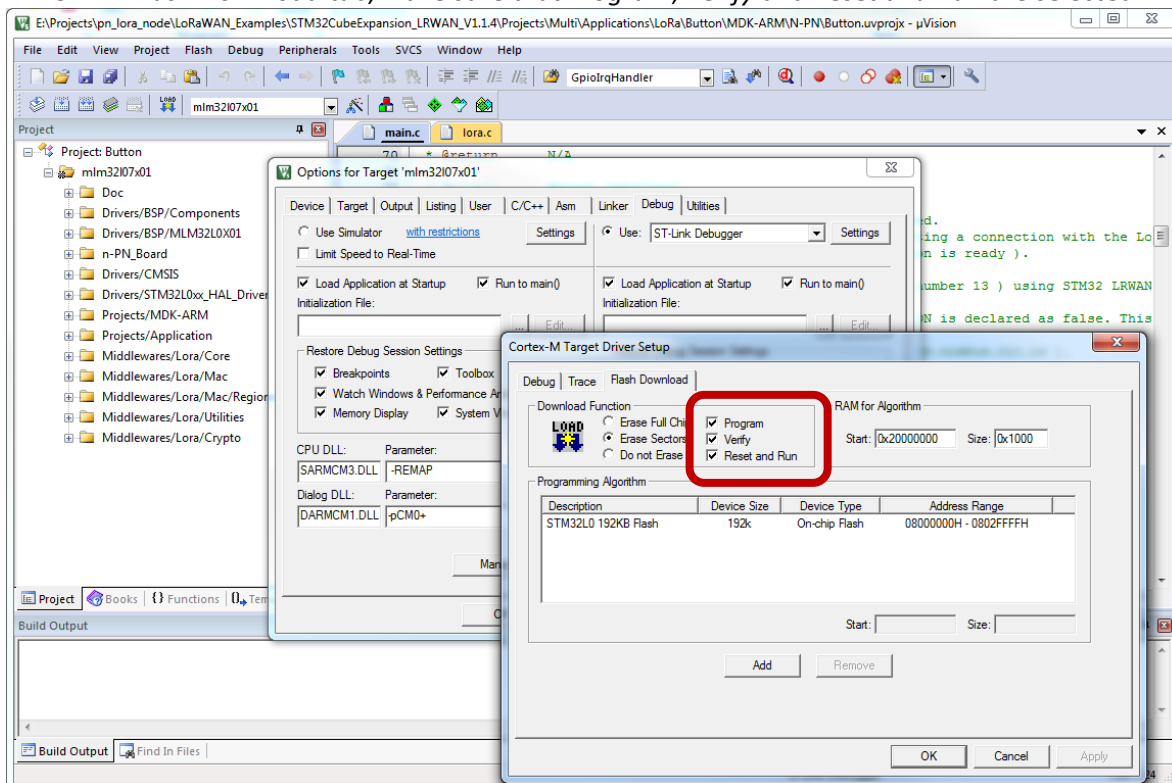 E:\Projects\pn_lora_node\LoRaWAN_Examples\STM32CubeExpansion_LRWAN_V1.1.4\Projects\Multi\Applications\LoRa\Button\MDK-ARM\N-PN\Button.uvprojx - µVision
File Edit View Project Flash Debug Peripherals Tools SVCS Window Help
GpioIrqHandler
LOAD mlm32l07x01
Project
main.c lora.c
Project: Button
70 * @return N/A
mlm32l07x01
Doc
Drivers/BSP/Components
Drivers/BSP/MLM32L0X01
n-PN_Board
Drivers/CMSIS
Drivers/STM32L0xx_HAL_Driver
Projects/MDK-ARM
Projects/Application
Middlewares/Lora/Core
Middlewares/Lora/Mac
Middlewares/Lora/Mac/Region
Middlewares/Lora/Utilities
Middlewares/Lora/Crypto
ing a connection with the Lo
n is ready ).
number 13 ) using STM32 LRWAN
N is declared as false. This
Options for Target 'mlm32l07x01'
Device Target Output Listing User C/C++ Asm Linker Debug Utilities
Use Simulator with restrictions Settings Use: ST-Link Debugger Settings
Limit Speed to Real-Time
Load Application at Startup Run to main() Load Application at Startup Run to main()
Initialization File: Initialization File:
... Edit... ... Edit...
Restore Debug Session Settings
Breakpoints Toolbox
Watch Windows & Performance An
Memory Display System V
CPU DLL: Parameter:
SARMCM3.DLL -REMAP
Dialog DLL: Parameter:
DARMCM1.DLL -pCM0+
Man
Cortex-M Target Driver Setup
Debug Trace Flash Download
Download Function RAM for Algorithm
LOAD Erase Full Chi Program
Erase Sectors Verify Start: 0x20000000 Size: 0x1000
Do not Erase Reset and Run
Programming Algorithm
Description Device Size Device Type Address Range
STM32L0 192KB Flash 192k On-chip Flash 08000000H - 0802FFFFH
Start: Size:
Add Remove
OK Cancel Apply
Project Books {} Functions Tem
Build Output
Build Output Find In Files